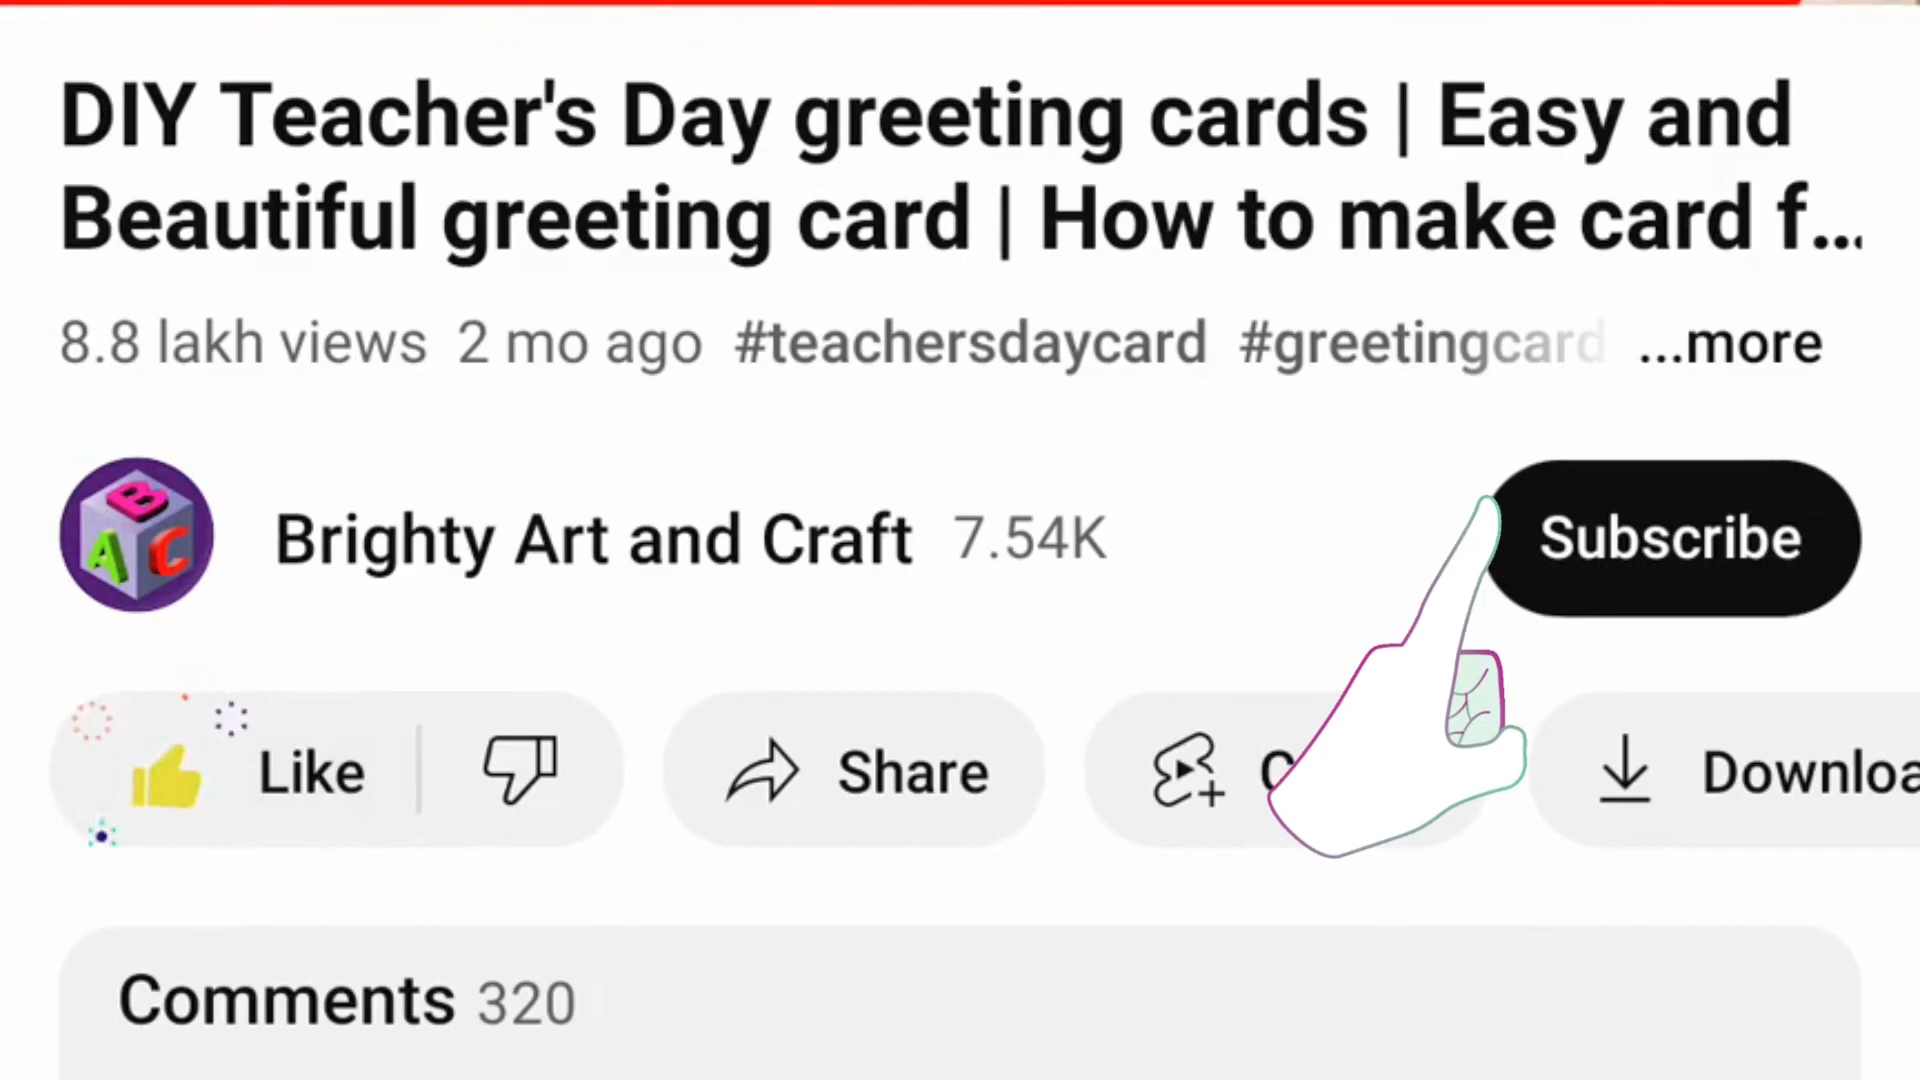 DIY Teacher's Day greeting cards | Easy and
Beautiful greeting card | How to make card f...
8.8 lakh views 2 mo ago #teachersdaycard #greetingcard ...more
B
A C
Brighty Art and Craft 7.54K
Subscribe
Like Share Downloa
Comments 320